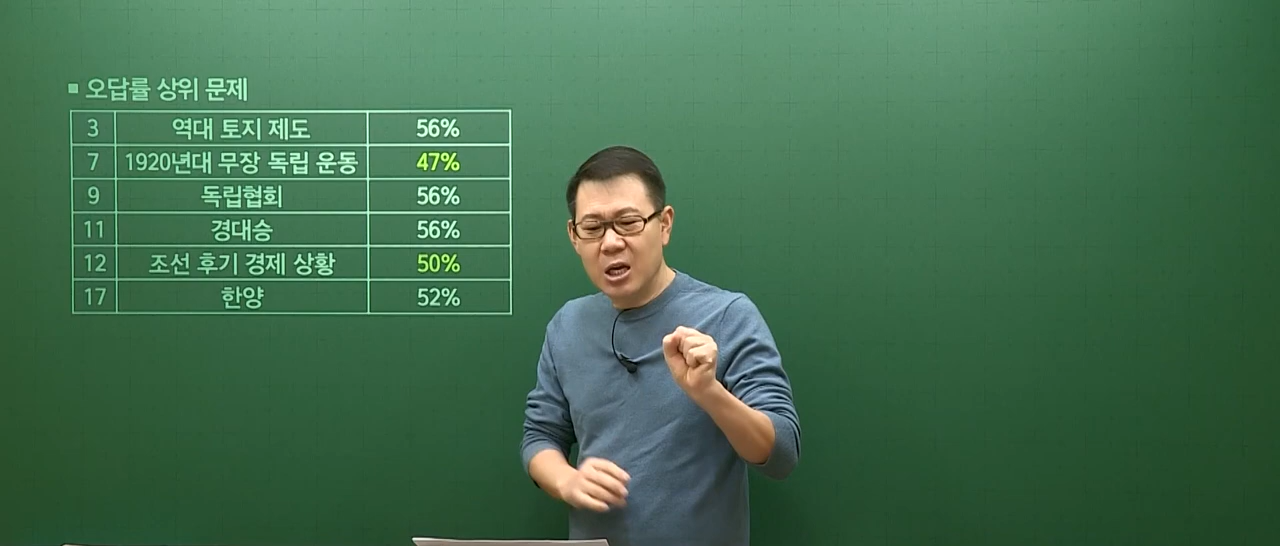 ▪ 오답률 상위 문제
3 역대 토지 제도 56%
7 1920년대 무장 독립 운동 47%
9 독립협회 56%
11 경대승 56%
12 조선 후기 경제 상황 50%
17 한양 52%